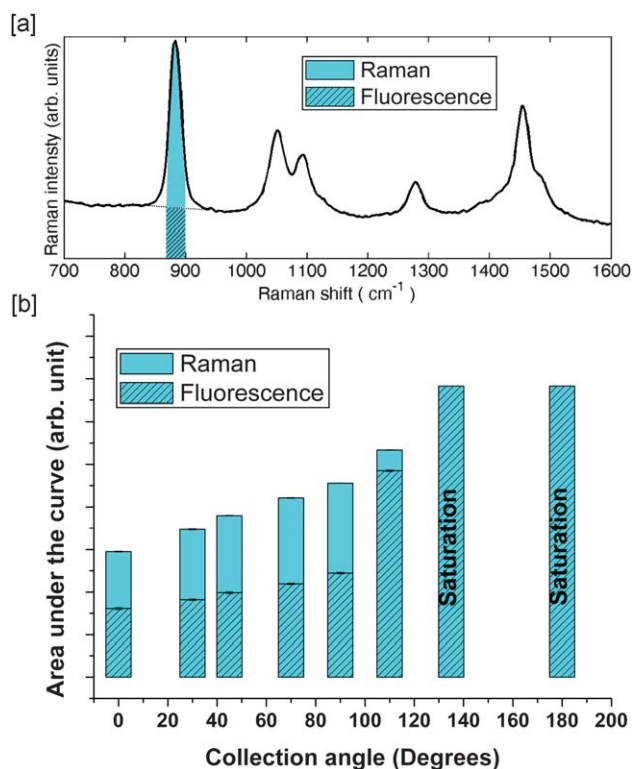 [a]
Raman intensty (arb. units)
Raman
Fluorescence
700 800 900 1000 1100 1200 1300 1400 1500 1600
Raman shift ( cm⁻¹ )
[b]
Area under the curve (arb. unit)
Raman
Fluorescence
Saturation
Saturation
0 20 40 60 80 100 120 140 160 180 200
Collection angle (Degrees)